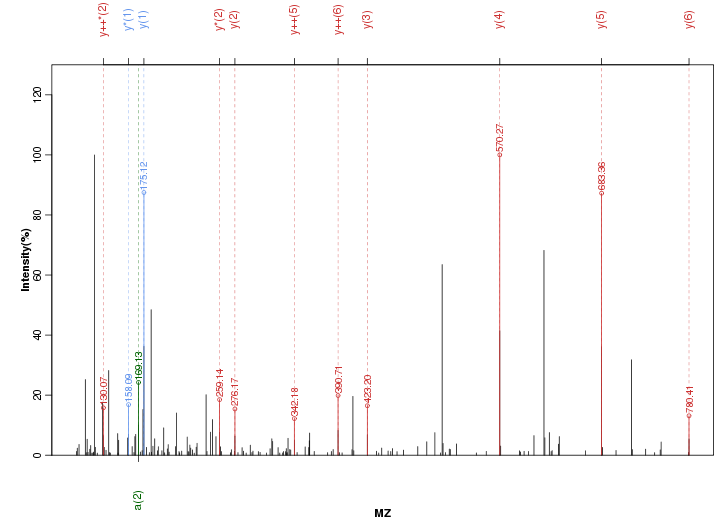 y++*(2)
y*(1)
y(1)
y*(2)
y(2)
y++(5)
y++(6)
y(3)
y(4)
y(5)
y(6)
120
100
80
60
40
20
0
Intensity(%)
130.07
158.09
169.13
175.12
259.14
276.17
342.18
390.71
423.20
570.27
683.36
780.41
a(2)
MZ